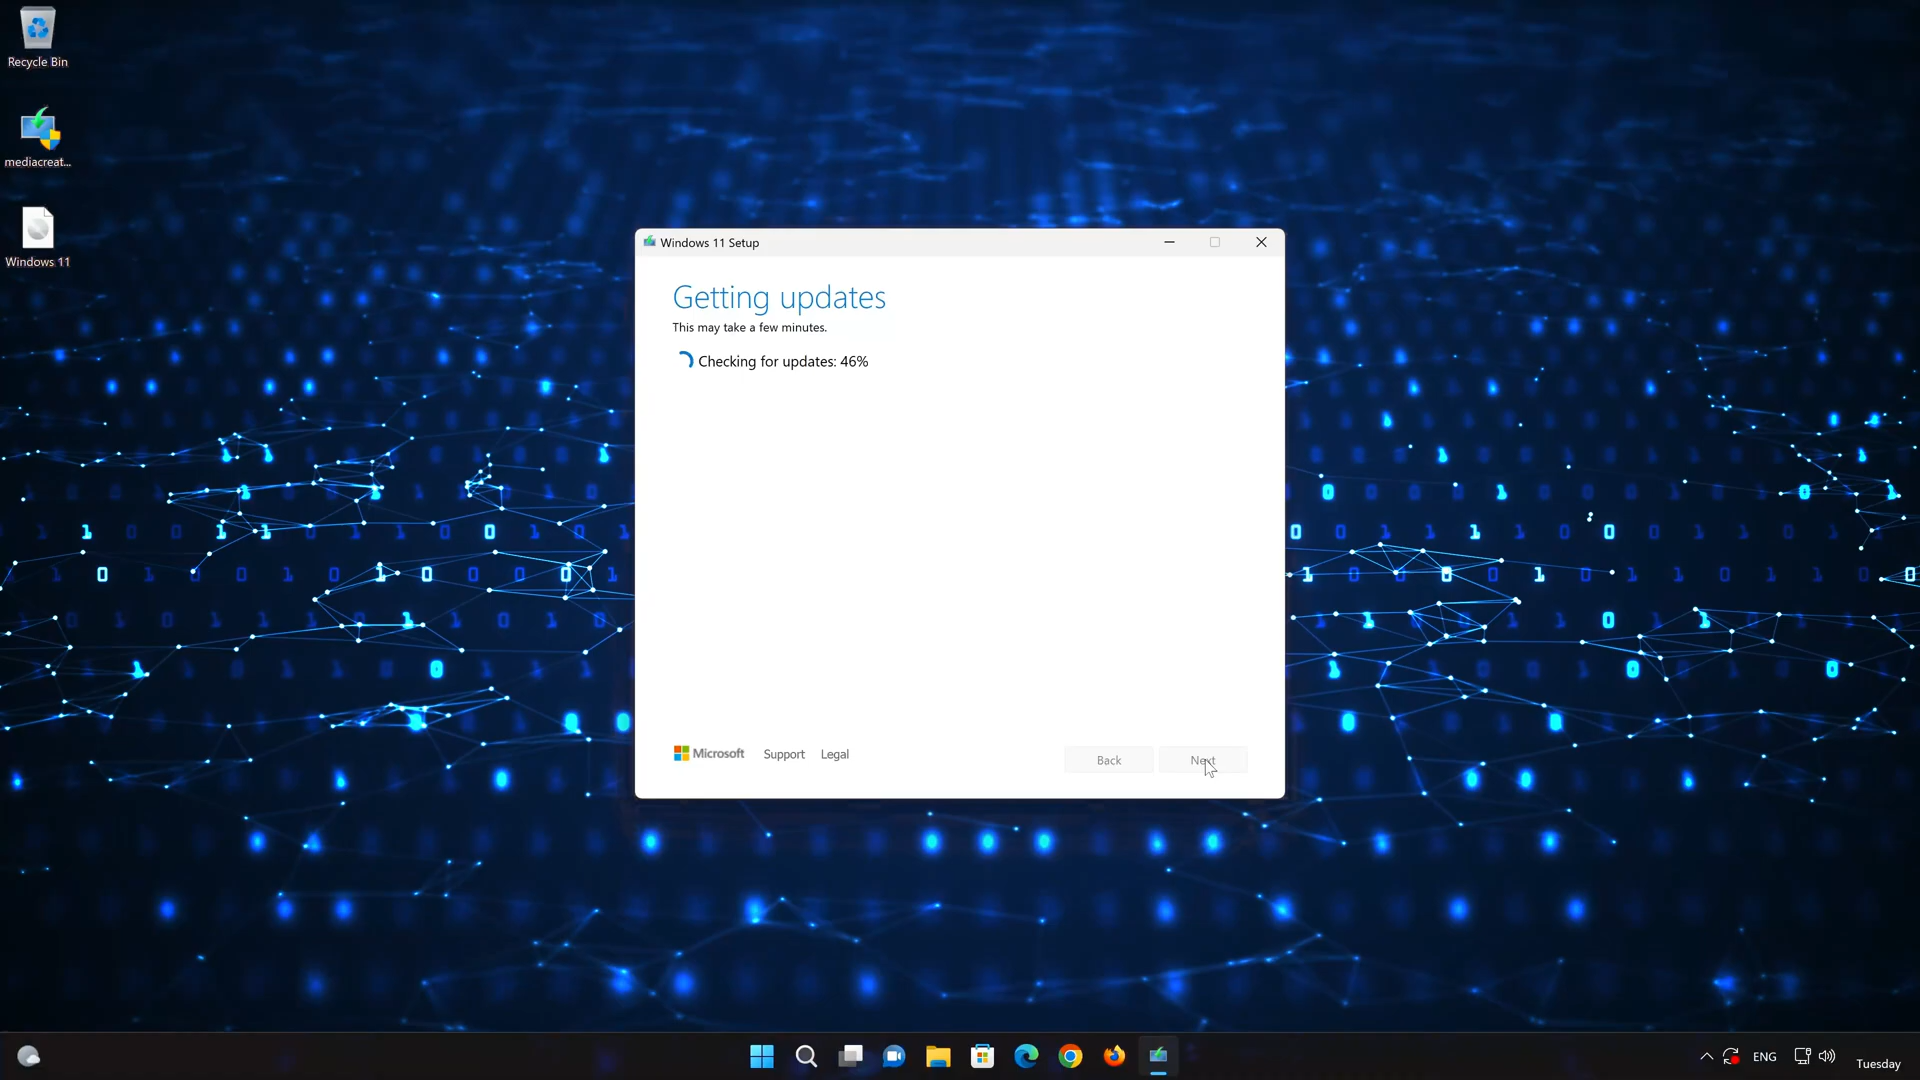 Recycle Bin
mediacreat...
Windows 11
Windows 11 Setup
Getting updates
This may take a few minutes.
Checking for updates: 46%
Microsoft Support Legal
Back Next
ENG
Tuesday